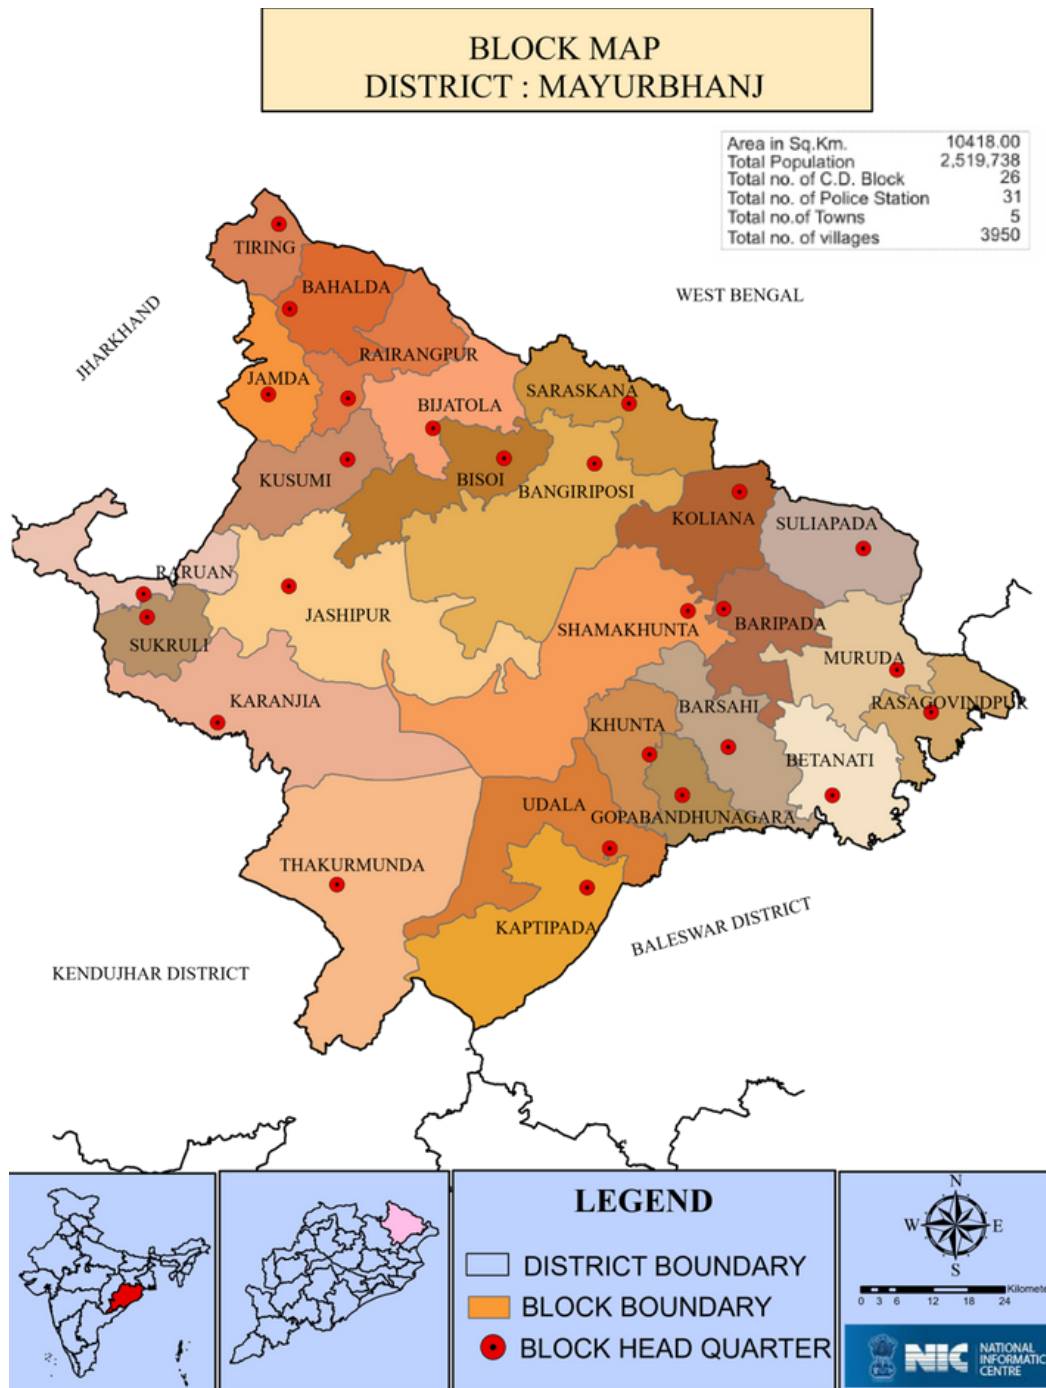 BLOCK MAP
DISTRICT : MAYURBHANJ
Area in Sq.Km. 10418.00
Total Population 2,519,738
Total no. of C.D. Block 26
Total no. of Police Station 31
Total no.of Towns 5
Total no. of villages 3950
TIRING
BAHALDA
WEST BENGAL
JHARKHAND
RAIRANGPUR
JAMDA
SARASKANA
BIJATOLA
KUSUMI
BISOI
BANGIRIPOSI
KOLIANA
SULIAPADA
RARUAN
JASHIPUR
SHAMAKHUNTA
BARIPADA
SUKRULI
MURUDA
KARANJIA
BARSAHI
RASAGOVINDPUR
KHUNTA
BETANATI
UDALA
GOPABANDHUNAGARA
THAKURMUNDA
KAPTIPADA
BALESWAR DISTRICT
KENDUJHAR DISTRICT
LEGEND
DISTRICT BOUNDARY
BLOCK BOUNDARY
BLOCK HEAD QUARTER
N
W E
S
Kilomete
0 3 6 12 18 24
NIC
NATIONAL
INFORMATIC
CENTRE